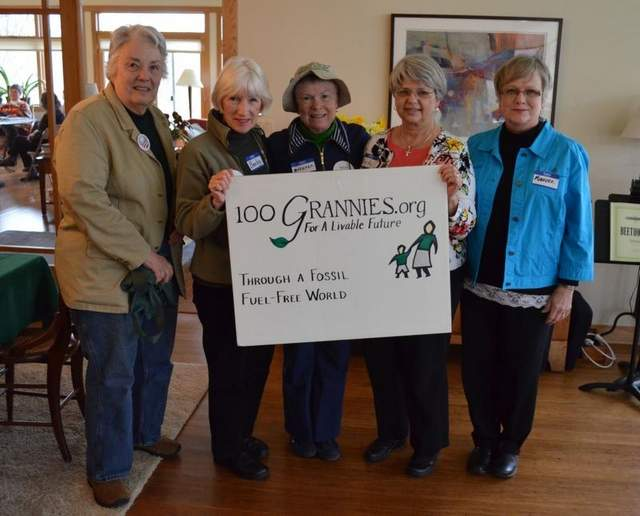 100 GRANNIES.org
FOR A LIVABLE FUTURE
THROUGH A FOSSIL
FUEL-FREE WORLD